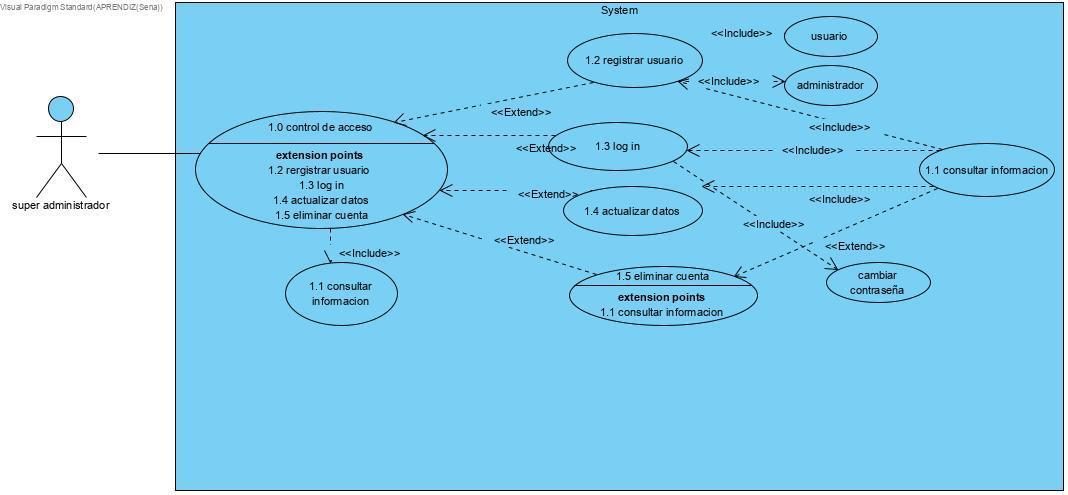 Visual Paradigm Standard(APRENDIZ(Sena))
System
super administrador
1.0 control de acceso
extension points
1.2 rergistrar usuario
1.3 log in
1.4 actualizar datos
1.5 eliminar cuenta
<<Include>>
1.1 consultar
informacion
<<Extend>>
<<Extend>>
<<Extend>>
<<Extend>>
1.2 registrar usuario
1.3 log in
1.4 actualizar datos
1.5 eliminar cuenta
extension points
1.1 consultar informacion
<<Include>>
usuario
<<Include>>
administrador
<<Include>>
<<Include>>
1.1 consultar informacion
<<Include>>
<<Include>>
<<Extend>>
cambiar
contraseña